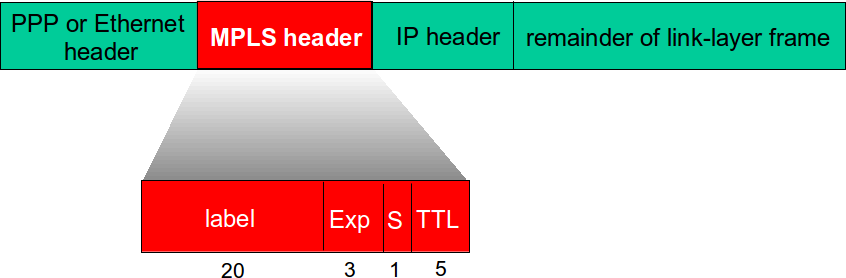 PPP or Ethernet
header
MPLS header
IP header
remainder of link-layer frame
label
Exp
S
TTL
20
3
1
5